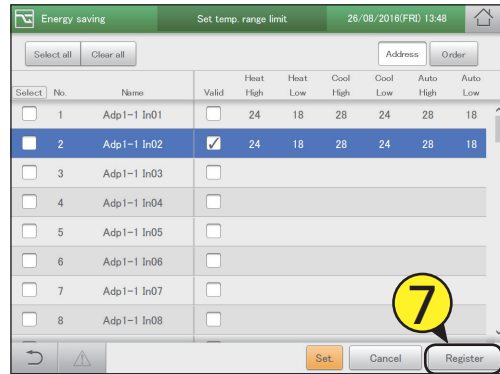 Energy saving Set temp. range limit 26/08/2016(FRI) 13:48
Select all Clear all Address Order
Heat Heat Cool Cool Auto Auto
Select No. Name Valid High Low High Low High Low
1 Adp1-1 In01 24 18 28 24 28 18
2 Adp1-1 In02 24 18 28 24 28 18
3 Adp1-1 In03
4 Adp1-1 In04
5 Adp1-1 In05
6 Adp1-1 In06
7 Adp1-1 In07
8 Adp1-1 In08
7
Set. Cancel Register